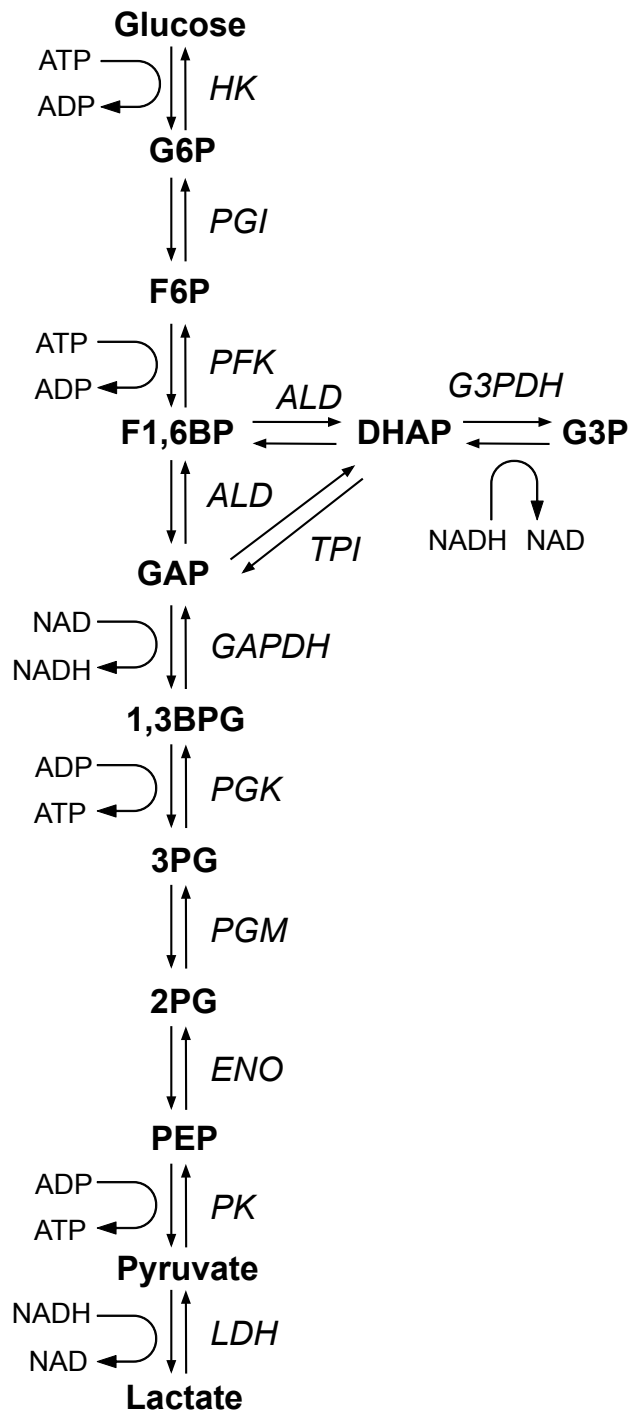 Glucose
ATP
HK
ADP
G6P
PGI
F6P
ATP
PFK
ADP
ALD
G3PDH
F1,6BP
DHAP
G3P
ALD
TPI
NADH
NAD
GAP
NAD
GAPDH
NADH
1,3BPG
ADP
PGK
ATP
3PG
PGM
2PG
ENO
PEP
ADP
PK
ATP
Pyruvate
NADH
LDH
NAD
Lactate